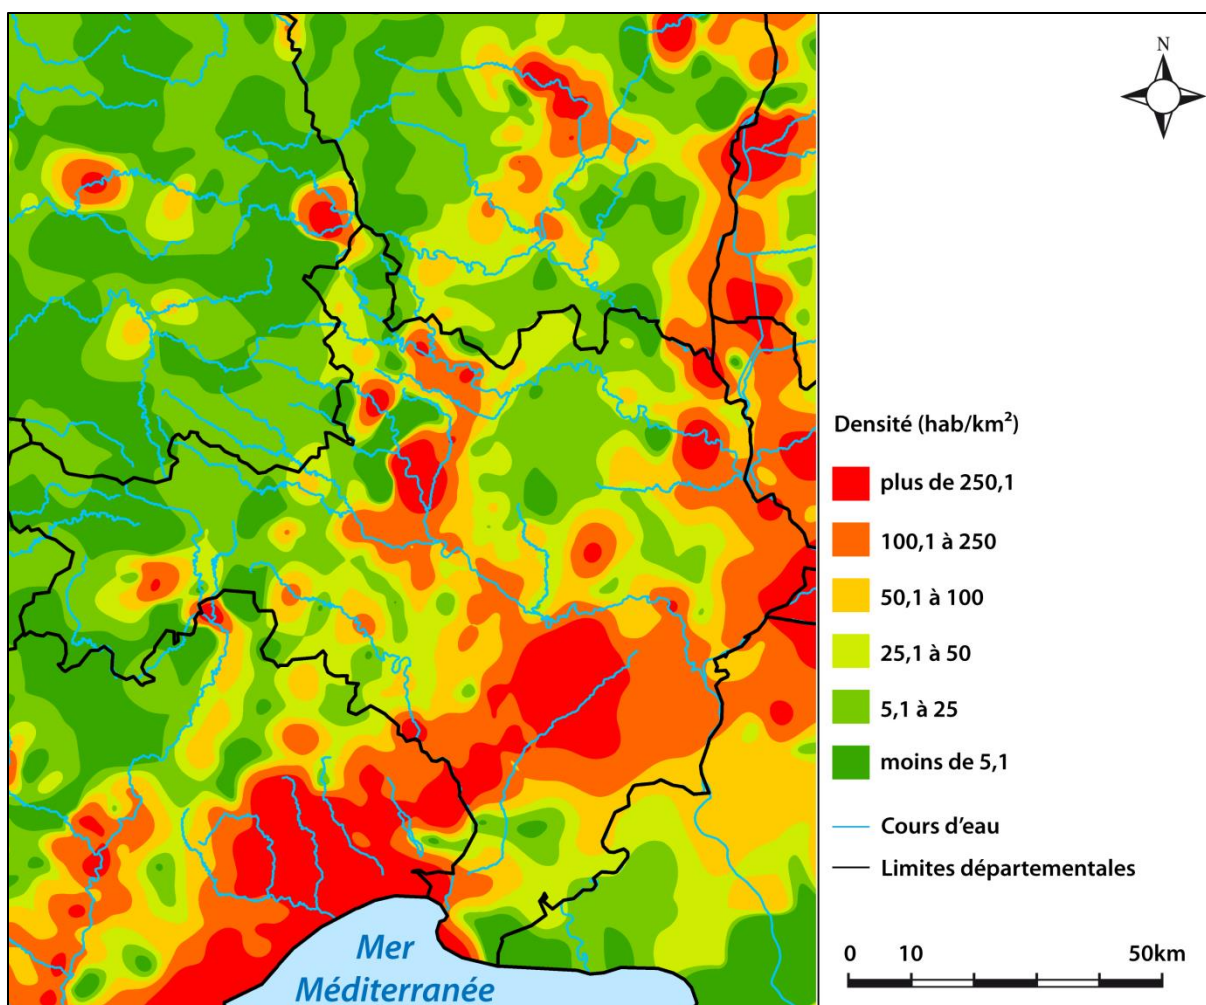 N
Densité (hab/km²)
plus de 250,1
100,1 à 250
50,1 à 100
25,1 à 50
5,1 à 25
moins de 5,1
Cours d'eau
Limites départementales
0 10 50km
Mer
Méditerranée